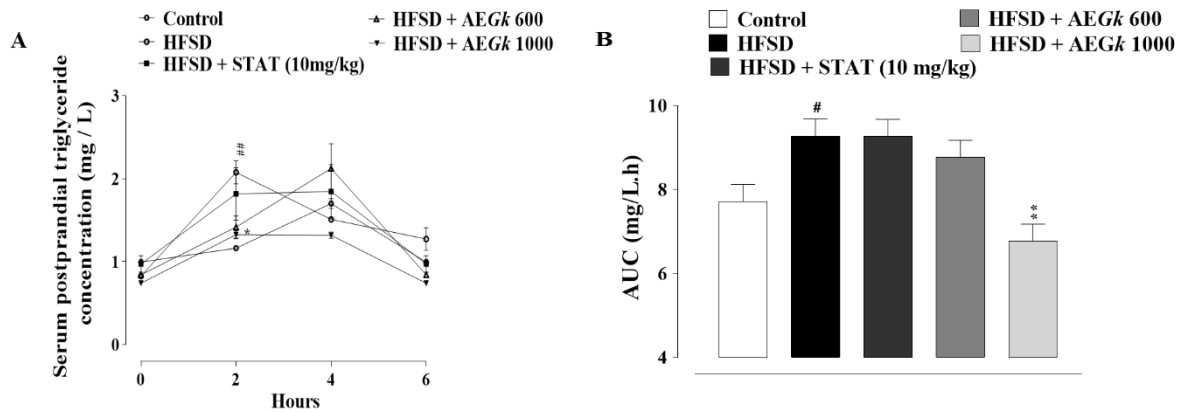 A
Control
HFSD
HFSD + STAT (10mg/kg)
HFSD + AEGk 600
HFSD + AEGk 1000
Serum postprandial triglyceride
concentration (mg / L)
3
2
1
0
##
*
0 2 4 6
Hours
B
Control
HFSD
HFSD + STAT (10 mg/kg)
HFSD + AEGk 600
HFSD + AEGk 1000
AUC (mg/L.h)
10
8
6
4
#
**